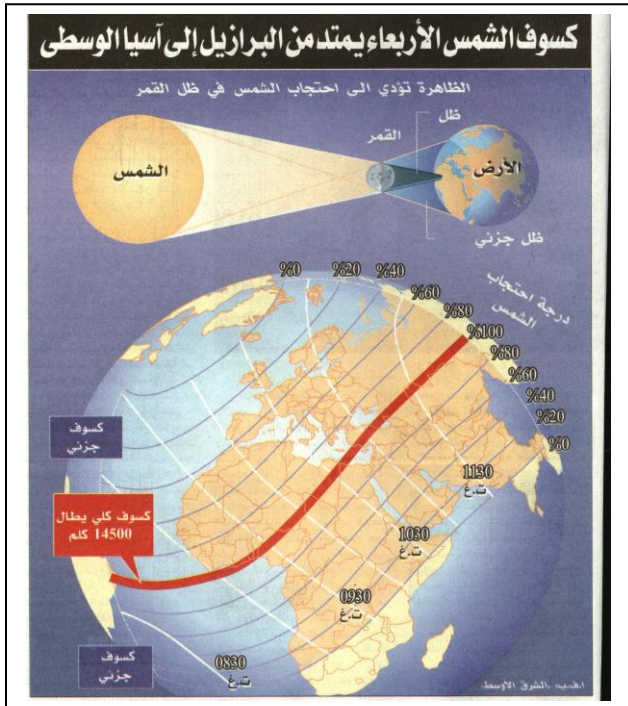 كسوف الشمس الأربعاء يمتد من البرازيل إلى آسيا الوسطى
الظاهرة تؤدي الى احتجاب الشمس في ظل القمر
ظل
القمر
الأرض
الشمس
ظل جزئي
درجة احتجاب
الشمس
%0
%20
%40
%60
%80
%100
%80
%60
%40
%20
%0
كسوف
جزئي
كسوف كلي يطال
14500 كلم
1130
ت.غ
1030
ت.غ
0930
ت.غ
0830
ت.غ
كسوف
جزئي
ا.ف.ب، «الشرق الأوسط»